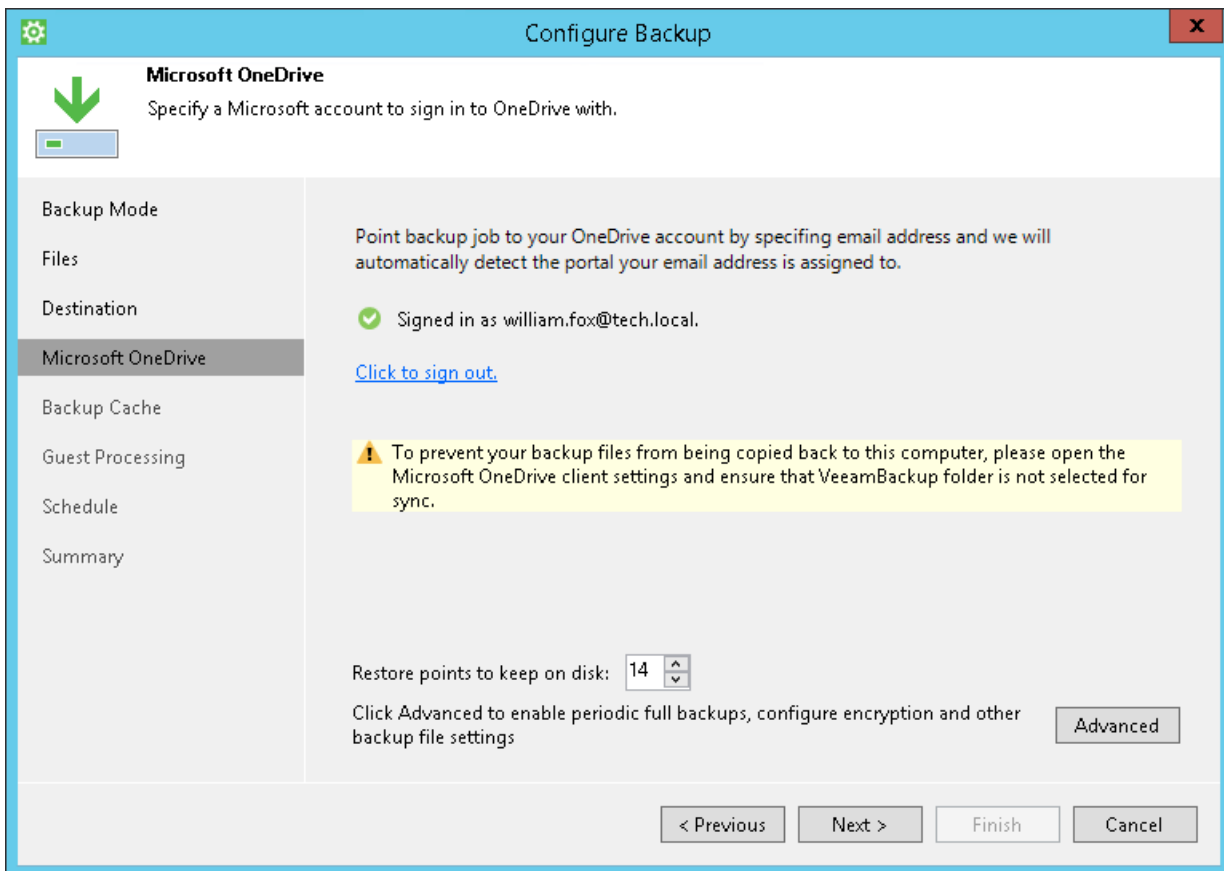 Configure Backup
x
Microsoft OneDrive
Specify a Microsoft account to sign in to OneDrive with.
Backup Mode
Files
Destination
Microsoft OneDrive
Backup Cache
Guest Processing
Schedule
Summary
Point backup job to your OneDrive account by specifing email address and we will
automatically detect the portal your email address is assigned to.
Signed in as william.fox@tech.local.
Click to sign out.
To prevent your backup files from being copied back to this computer, please open the
Microsoft OneDrive client settings and ensure that VeeamBackup folder is not selected for
sync.
Restore points to keep on disk: 14
Click Advanced to enable periodic full backups, configure encryption and other
backup file settings
Advanced
< Previous Next > Finish Cancel